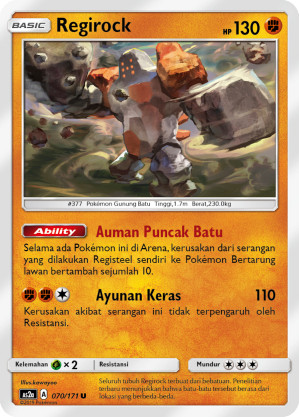 BASIC Regirock HP 130
#377 Pokémon Gunung Batu Tinggi,1.7m Berat,230.0kg
Ability Auman Puncak Batu
Selama ada Pokémon ini di Arena, kerusakan dari serangan
yang dilakukan Registeel sendiri ke Pokémon Bertarung
lawan bertambah sejumlah 10.
Ayunan Keras 110
Kerusakan akibat serangan ini tidak terpengaruh oleh
Resistansi.
Kelemahan × 2 Resistansi Mundur
Illus.kawayoo
AS2a A 070/171 U
Seluruh tubuh Regirock terbuat dari bebatuan. Penelitian
terbaru menunjukkan bahwa batu-batu tersebut berasal dari
lokasi yang berbeda-beda.